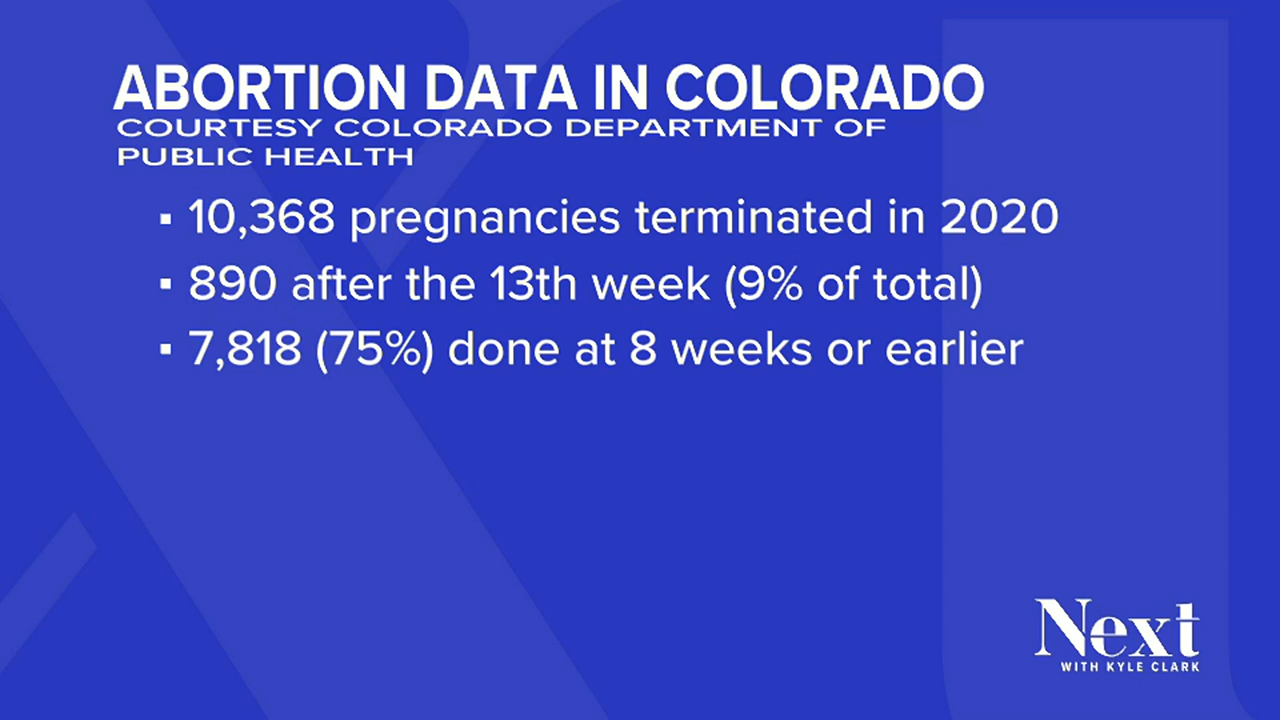 ABORTION DATA IN COLORADO
COURTESY COLORADO DEPARTMENT OF
PUBLIC HEALTH
▪ 10,368 pregnancies terminated in 2020
▪ 890 after the 13th week (9% of total)
▪ 7,818 (75%) done at 8 weeks or earlier
Next
WITH KYLE CLARK